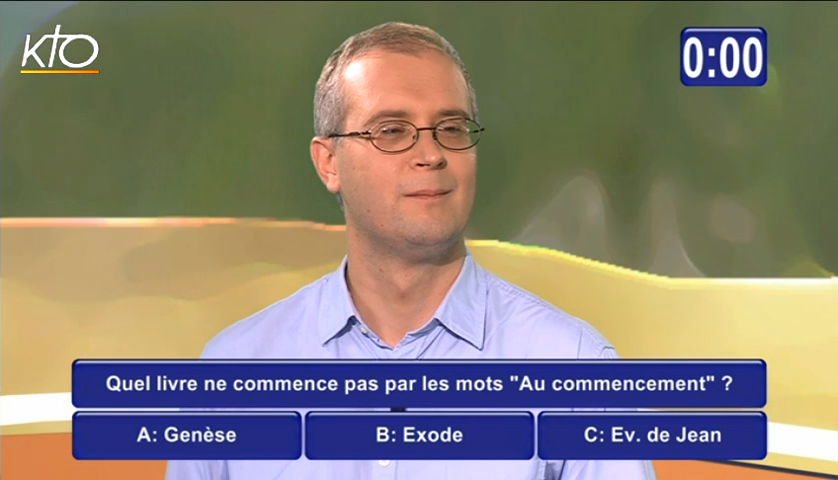 KTO
0:00
Quel livre ne commence pas par les mots "Au commencement" ?
A: Genèse
B: Exode
C: Ev. de Jean